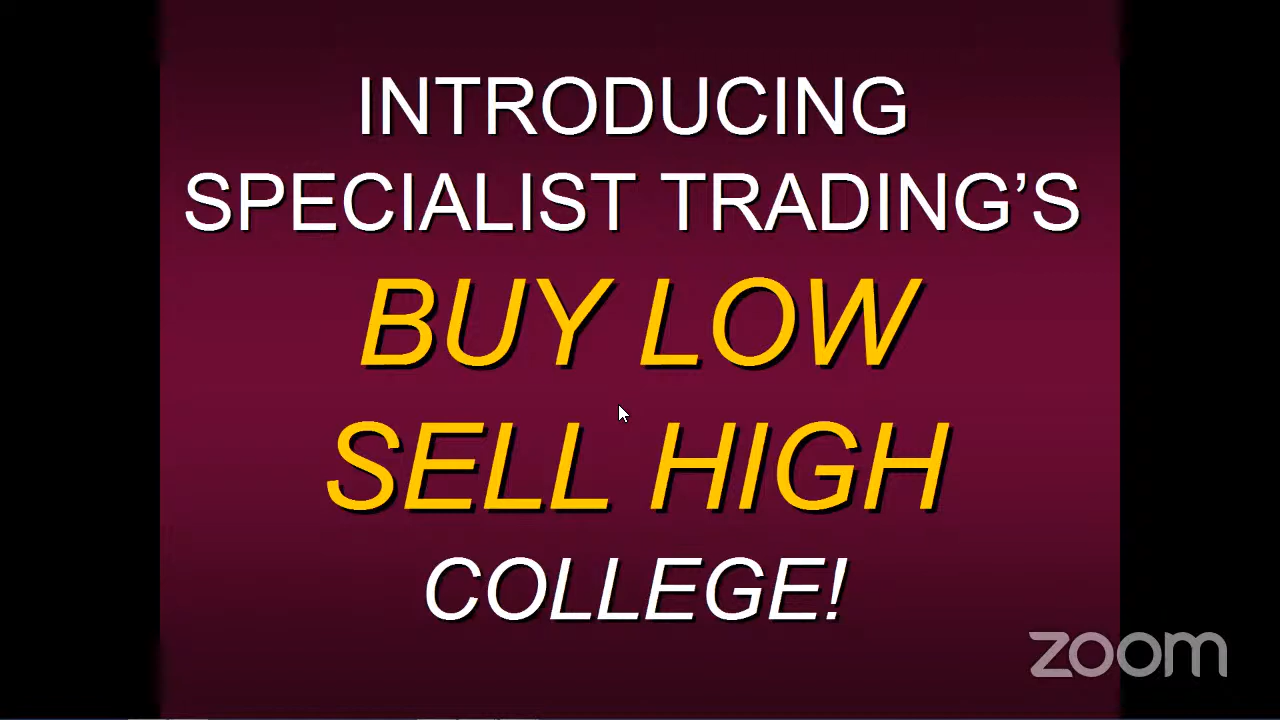 INTRODUCING
SPECIALIST TRADING’S
BUY LOW
SELL HIGH
COLLEGE!
zoom